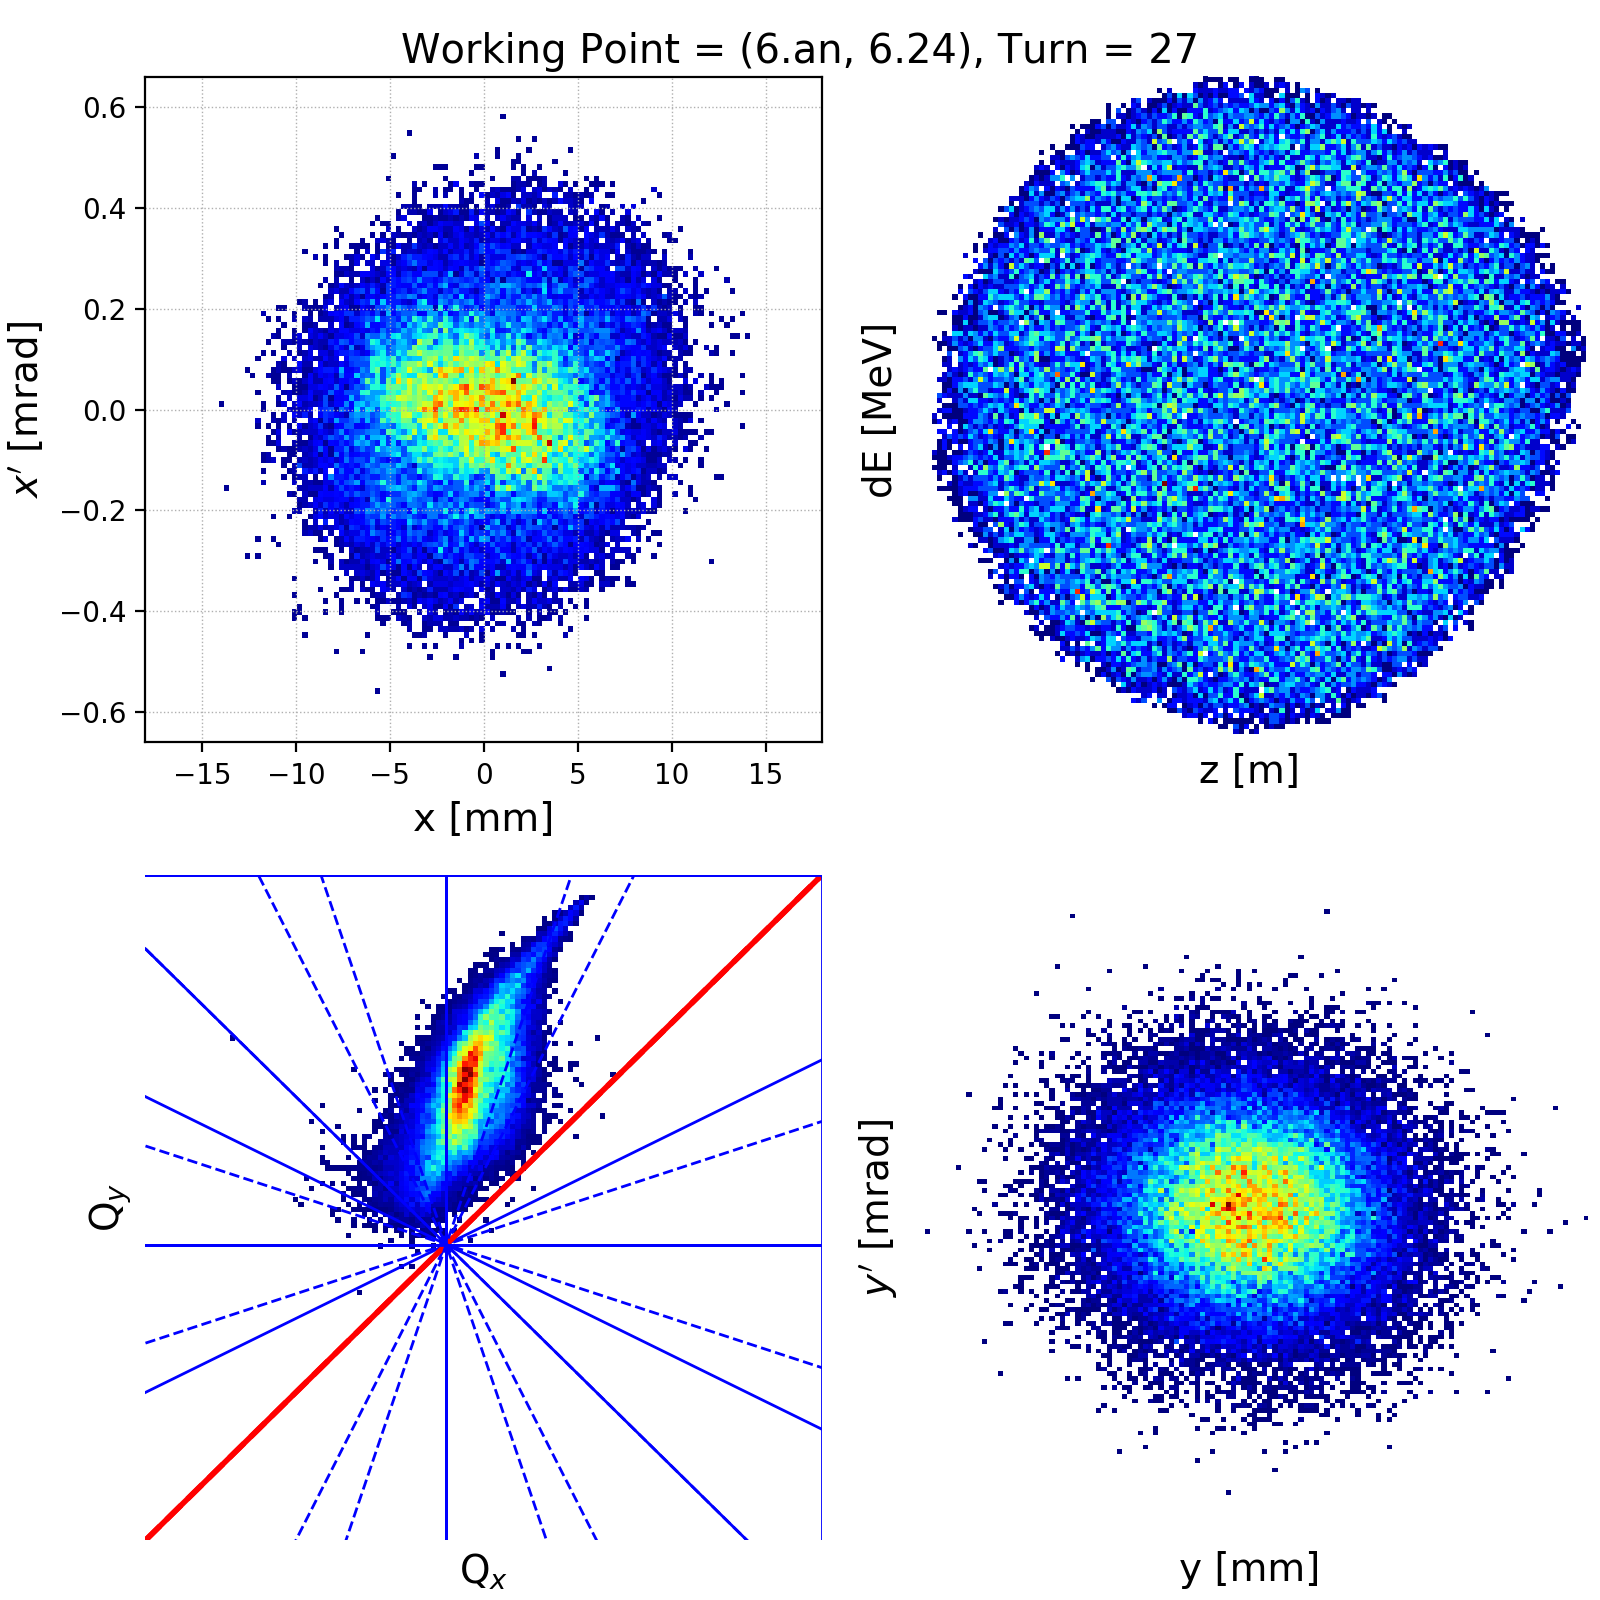 Working Point = (6.an, 6.24), Turn = 27
0.6
0.4
0.2
0.0
−0.2
−0.4
−0.6
x′ [mrad]
−15 −10 −5 0 5 10 15
x [mm]
dE [MeV]
z [m]
Qy
Qx
y′ [mrad]
y [mm]